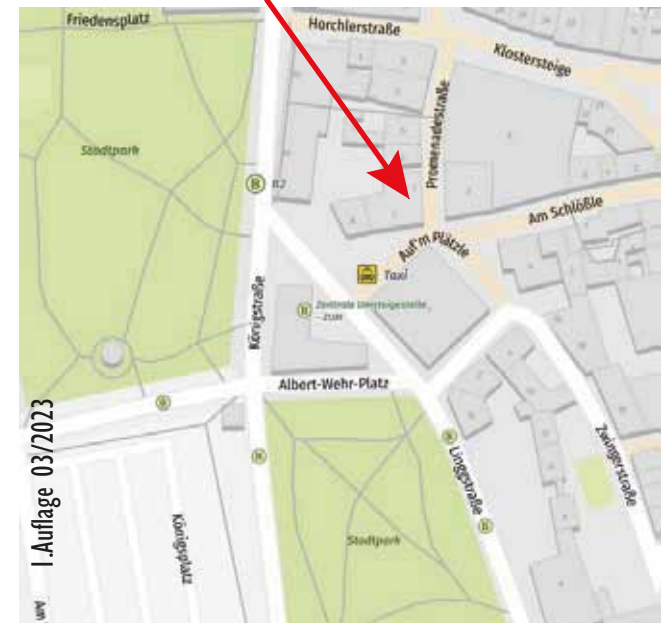 Friedensplatz
Horchlerstraße
Klostersteige
Stadtpark
Promenadestraße
B
Am Schlößle
Auf'm Plätzle
Taxi
B
Zentrale Umsteigestelle,
- ZUM
Königstraße
Albert-Wehr-Platz
B
B
B
Linggstraße
Zwingerstraße
B
Königsplatz
Stadtpark
Am
1.Auflage 03/2023